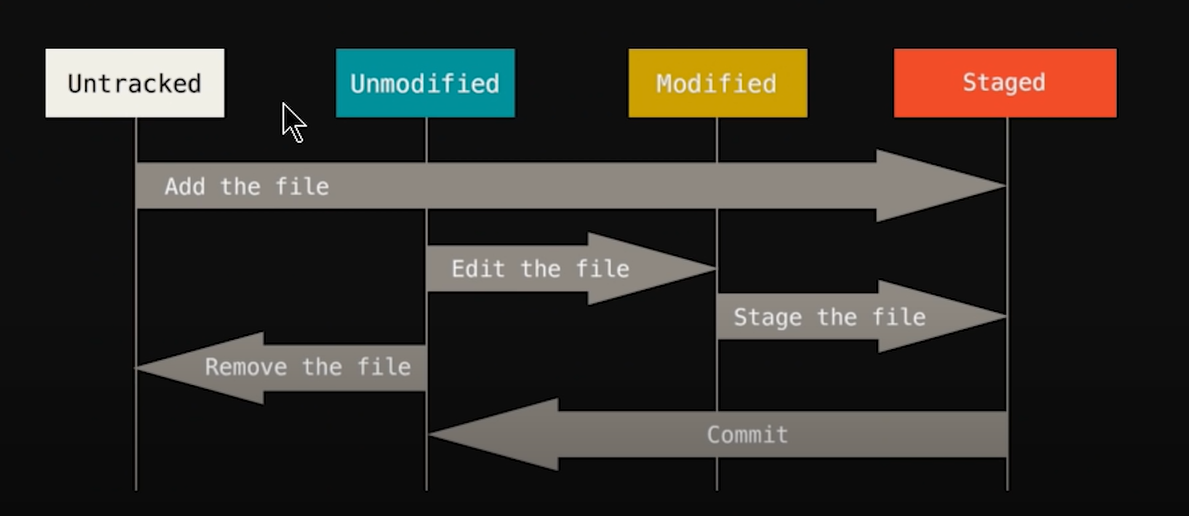 Untracked
Unmodified
Modified
Staged
Add the file
Edit the file
Stage the file
Remove the file
Commit